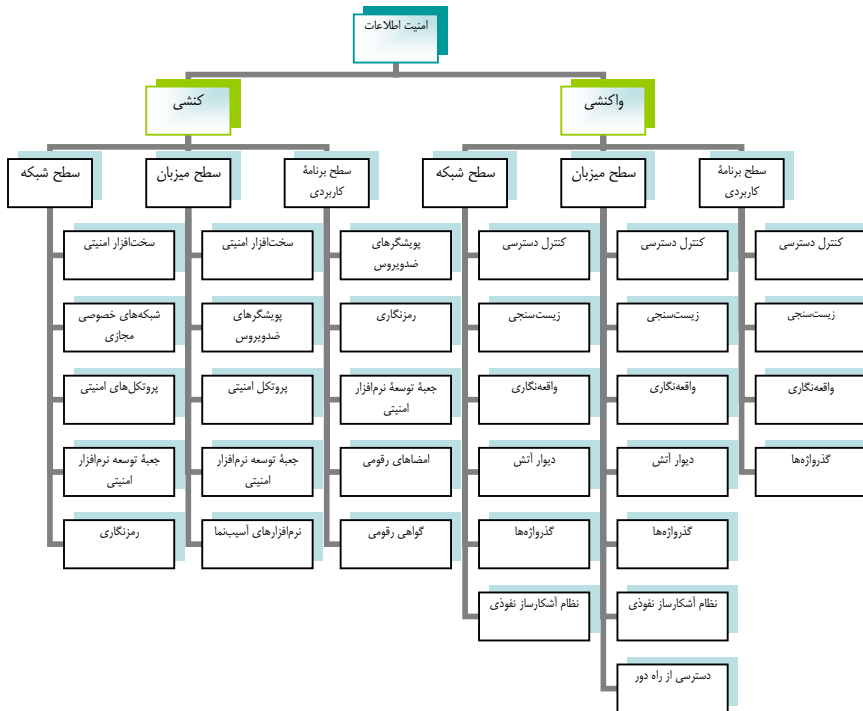 امنیت اطلاعات
واکنشی
کنشی
سطح برنامهٔ
کاربردی
سطح میزبان
سطح شبکه
سطح برنامهٔ
کاربردی
سطح میزبان
سطح شبکه
کنترل دسترسی
کنترل دسترسی
کنترل دسترسی
پویشگرهای
ضدویروس
سخت‌افزار امنیتی
سخت‌افزار امنیتی
زیست‌سنجی
زیست‌سنجی
زیست‌سنجی
رمزنگاری
پویشگرهای
ضدویروس
شبکه‌های خصوصی
مجازی
واقعه‌نگاری
واقعه‌نگاری
واقعه‌نگاری
جعبهٔ توسعهٔ نرم‌افزار
امنیتی
پروتکل امنیتی
پروتکل‌های امنیتی
گذرواژه‌ها
دیوار آتش
دیوار آتش
امضاهای رقومی
جعبهٔ توسعه نرم‌افزار
امنیتی
جعبهٔ توسعه نرم‌افزار
امنیتی
گذرواژه‌ها
گذرواژه‌ها
گواهی رقومی
نرم‌افزارهای آسیب‌نما
رمزنگاری
نظام آشکارساز نفوذی
نظام آشکارساز نفوذی
دسترسی از راه دور